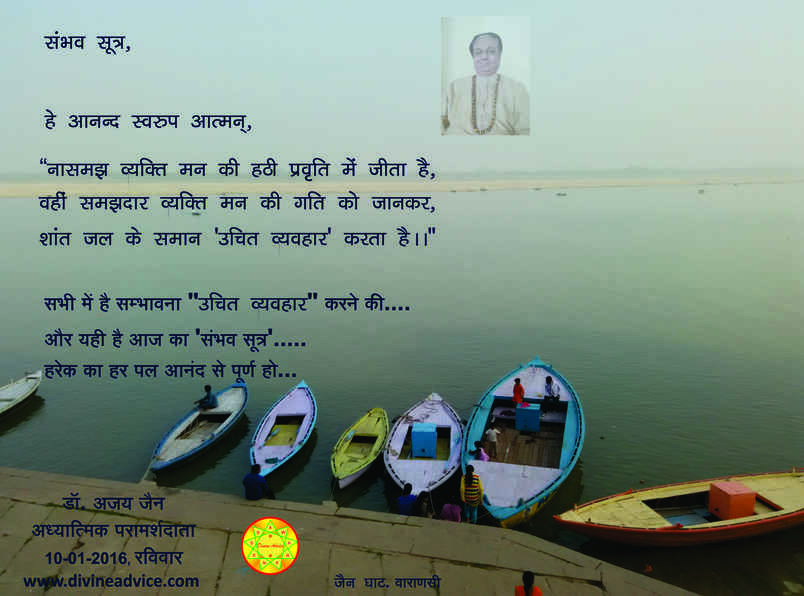 संभव सूत्र,
हे आनन्द स्वरुप आत्मन्,
“नासमझ व्यक्ति मन की हठी प्रवृति में जीता है,
वहीं समझदार व्यक्ति मन की गति को जानकर,
शांत जल के समान 'उचित व्यवहार' करता है।।"
सभी में है सम्भावना "उचित व्यवहार" करने की....
और यही है आज का 'संभव सूत्र'.....
हरेक का हर पल आनंद से पूर्ण हो...
डॉ. अजय जैन
अध्यात्मिक परामर्शदाता
10-01-2016, रविवार
www.divineadvice.com
जैन घाट. वाराणसी